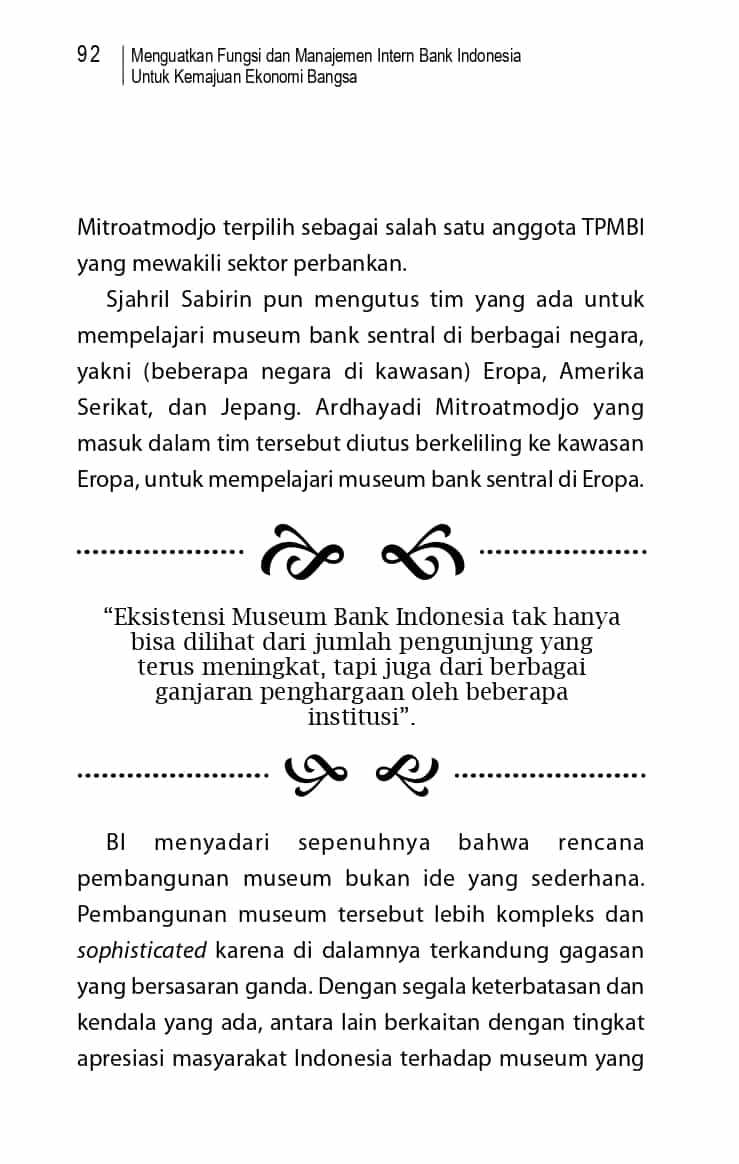 92
Menguatkan Fungsi dan Manajemen Intern Bank Indonesia
Untuk Kemajuan Ekonomi Bangsa
Mitroatmodjo terpilih sebagai salah satu anggota TPMBI
yang mewakili sektor perbankan.
Sjahril Sabirin pun mengutus tim yang ada untuk
mempelajari museum bank sentral di berbagai negara,
yakni (beberapa negara di kawasan) Eropa, Amerika
Serikat, dan Jepang. Ardhayadi Mitroatmodjo yang
masuk dalam tim tersebut diutus berkeliling ke kawasan
Eropa, untuk mempelajari museum bank sentral di Eropa.
“Eksistensi Museum Bank Indonesia tak hanya
bisa dilihat dari jumlah pengunjung yang
terus meningkat, tapi juga dari berbagai
ganjaran penghargaan oleh beberapa
institusi”.
BI menyadari sepenuhnya bahwa rencana
pembangunan museum bukan ide yang sederhana.
Pembangunan museum tersebut lebih kompleks dan
sophisticated karena di dalamnya terkandung gagasan
yang bersasaran ganda. Dengan segala keterbatasan dan
kendala yang ada, antara lain berkaitan dengan tingkat
apresiasi masyarakat Indonesia terhadap museum yang